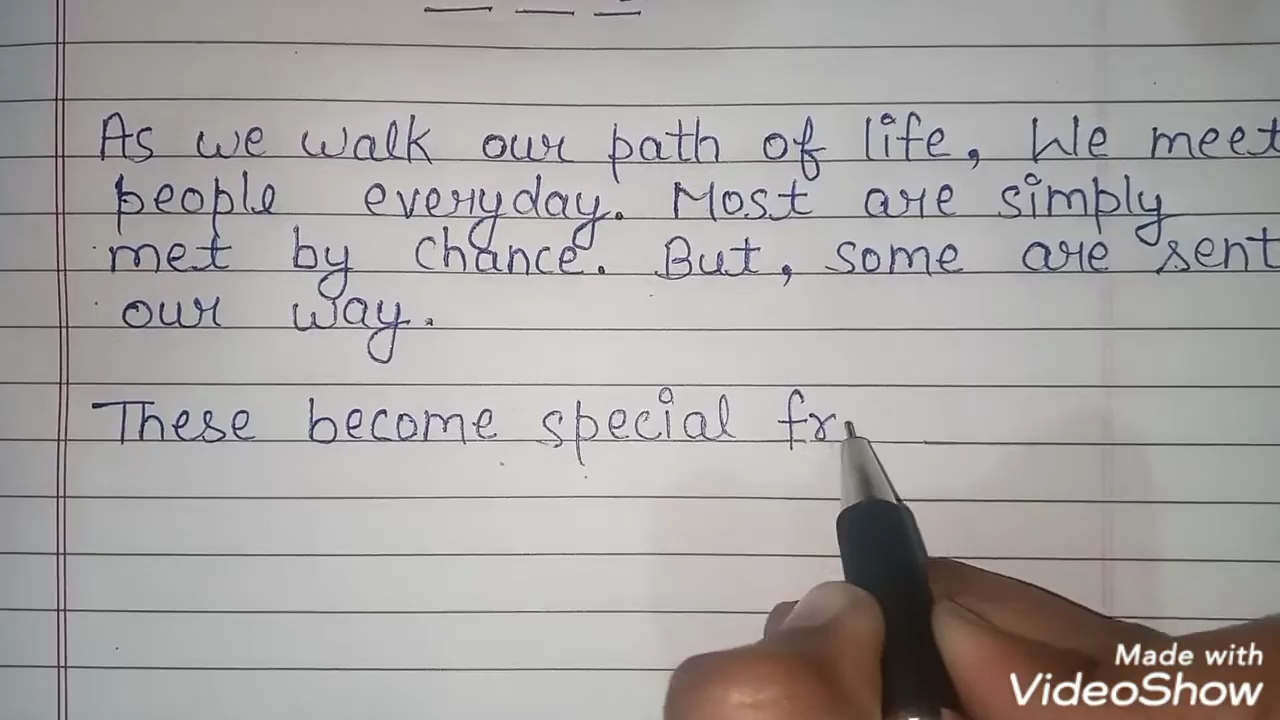 As we walk our path of life, We meet
people everyday. Most are simply
met by chance. But, some are sent
our way.
These become special fr
Made with
VideoShow